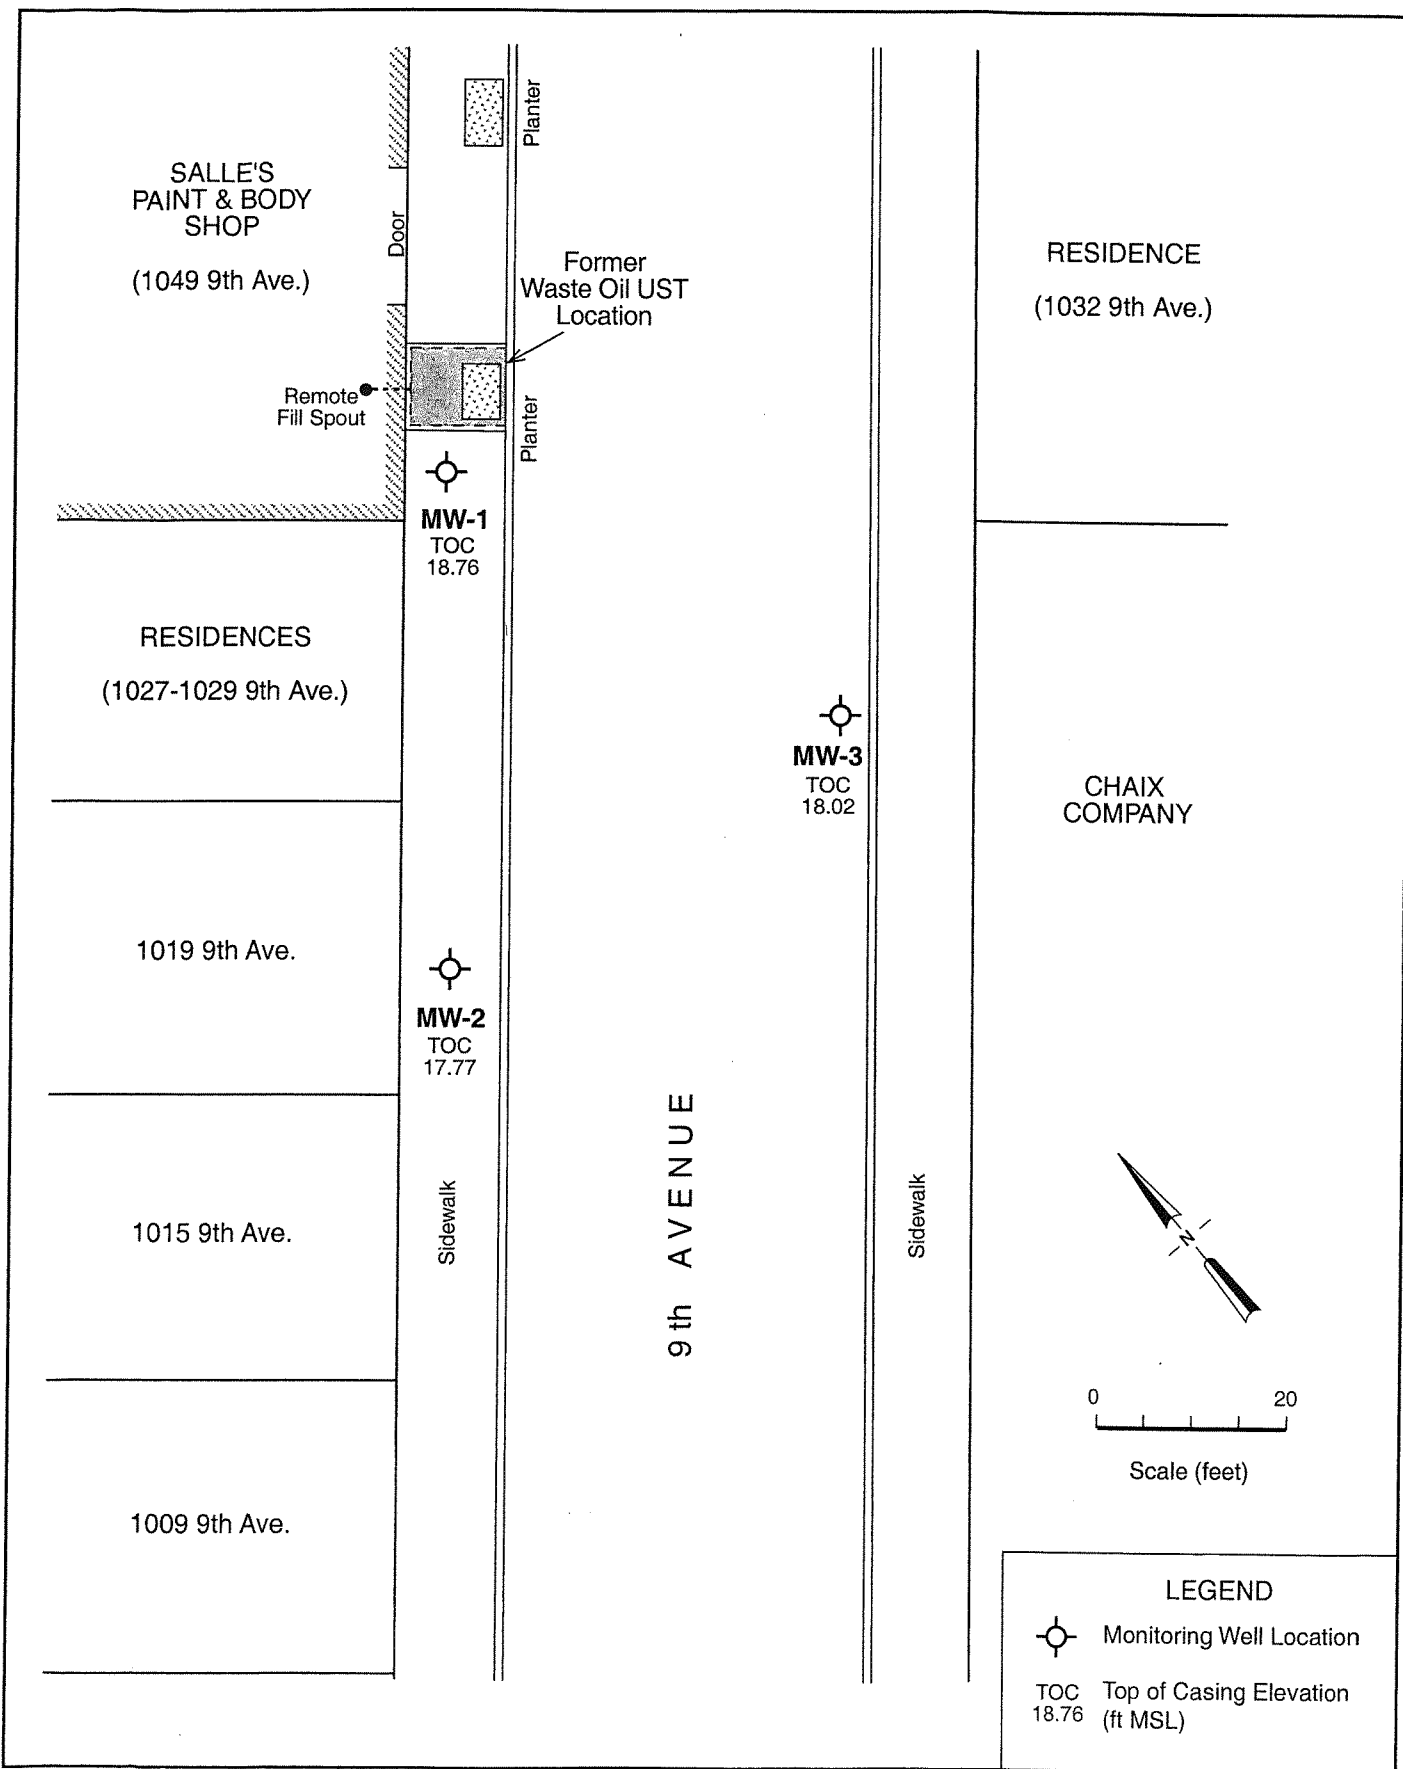 SALLE'S
PAINT & BODY
SHOP
(1049 9th Ave.)
Door
Planter
Former
Waste Oil UST
Location
Remote
Fill Spout
Planter
RESIDENCE
(1032 9th Ave.)
MW-1
TOC
18.76
RESIDENCES
(1027-1029 9th Ave.)
MW-3
TOC
18.02
CHAIX
COMPANY
1019 9th Ave.
MW-2
TOC
17.77
1015 9th Ave.
Sidewalk
9th AVENUE
Sidewalk
N
0 20
Scale (feet)
1009 9th Ave.
LEGEND
Monitoring Well Location
TOC Top of Casing Elevation
18.76 (ft MSL)